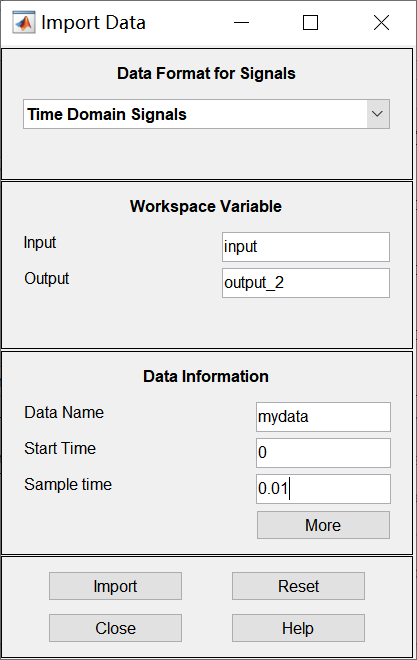 Import Data
Data Format for Signals
Time Domain Signals
Workspace Variable
Input input
Output output_2
Data Information
Data Name mydata
Start Time 0
Sample time 0.01
More
Import Reset
Close Help